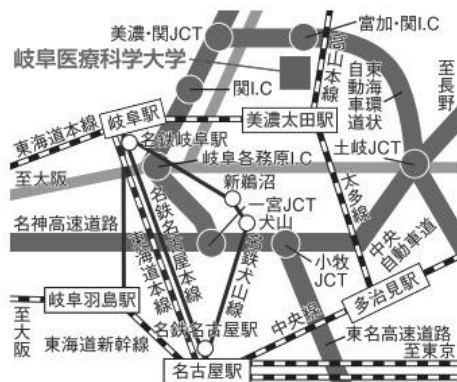 美濃・関JCT
富加・関I.C
岐阜医療科学大学
高山本線
東海環状
自動車道
至長野
関I.C
岐阜駅
美濃太田駅
東海道本線
名鉄岐阜駅
岐阜各務原I.C
土岐JCT
至大阪
新鵜沼
一宮JCT
犬山
太多線
名神高速道路
名鉄名古屋本線
東海道本線
名鉄犬山線
小牧
JCT
中央
自動車道
岐阜羽島駅
多治見駅
至大阪
名鉄名古屋駅
中央線
東海道新幹線
東名高速道路
至東京
名古屋駅